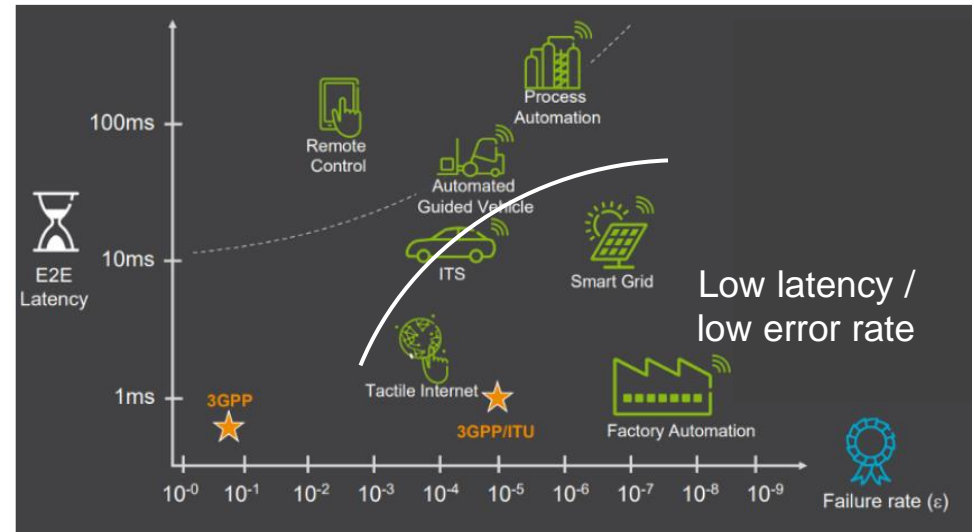 Process
Automation
100ms
Remote
Control
Automated
Guided Vehicle
10ms
ITS
E2E
Latency
Smart Grid
Low latency /
low error rate
Tactile Internet
1ms
3GPP
3GPP/ITU
Factory Automation
10⁻⁰ 10⁻¹ 10⁻² 10⁻³ 10⁻⁴ 10⁻⁵ 10⁻⁶ 10⁻⁷ 10⁻⁸ 10⁻⁹
Failure rate (ε)